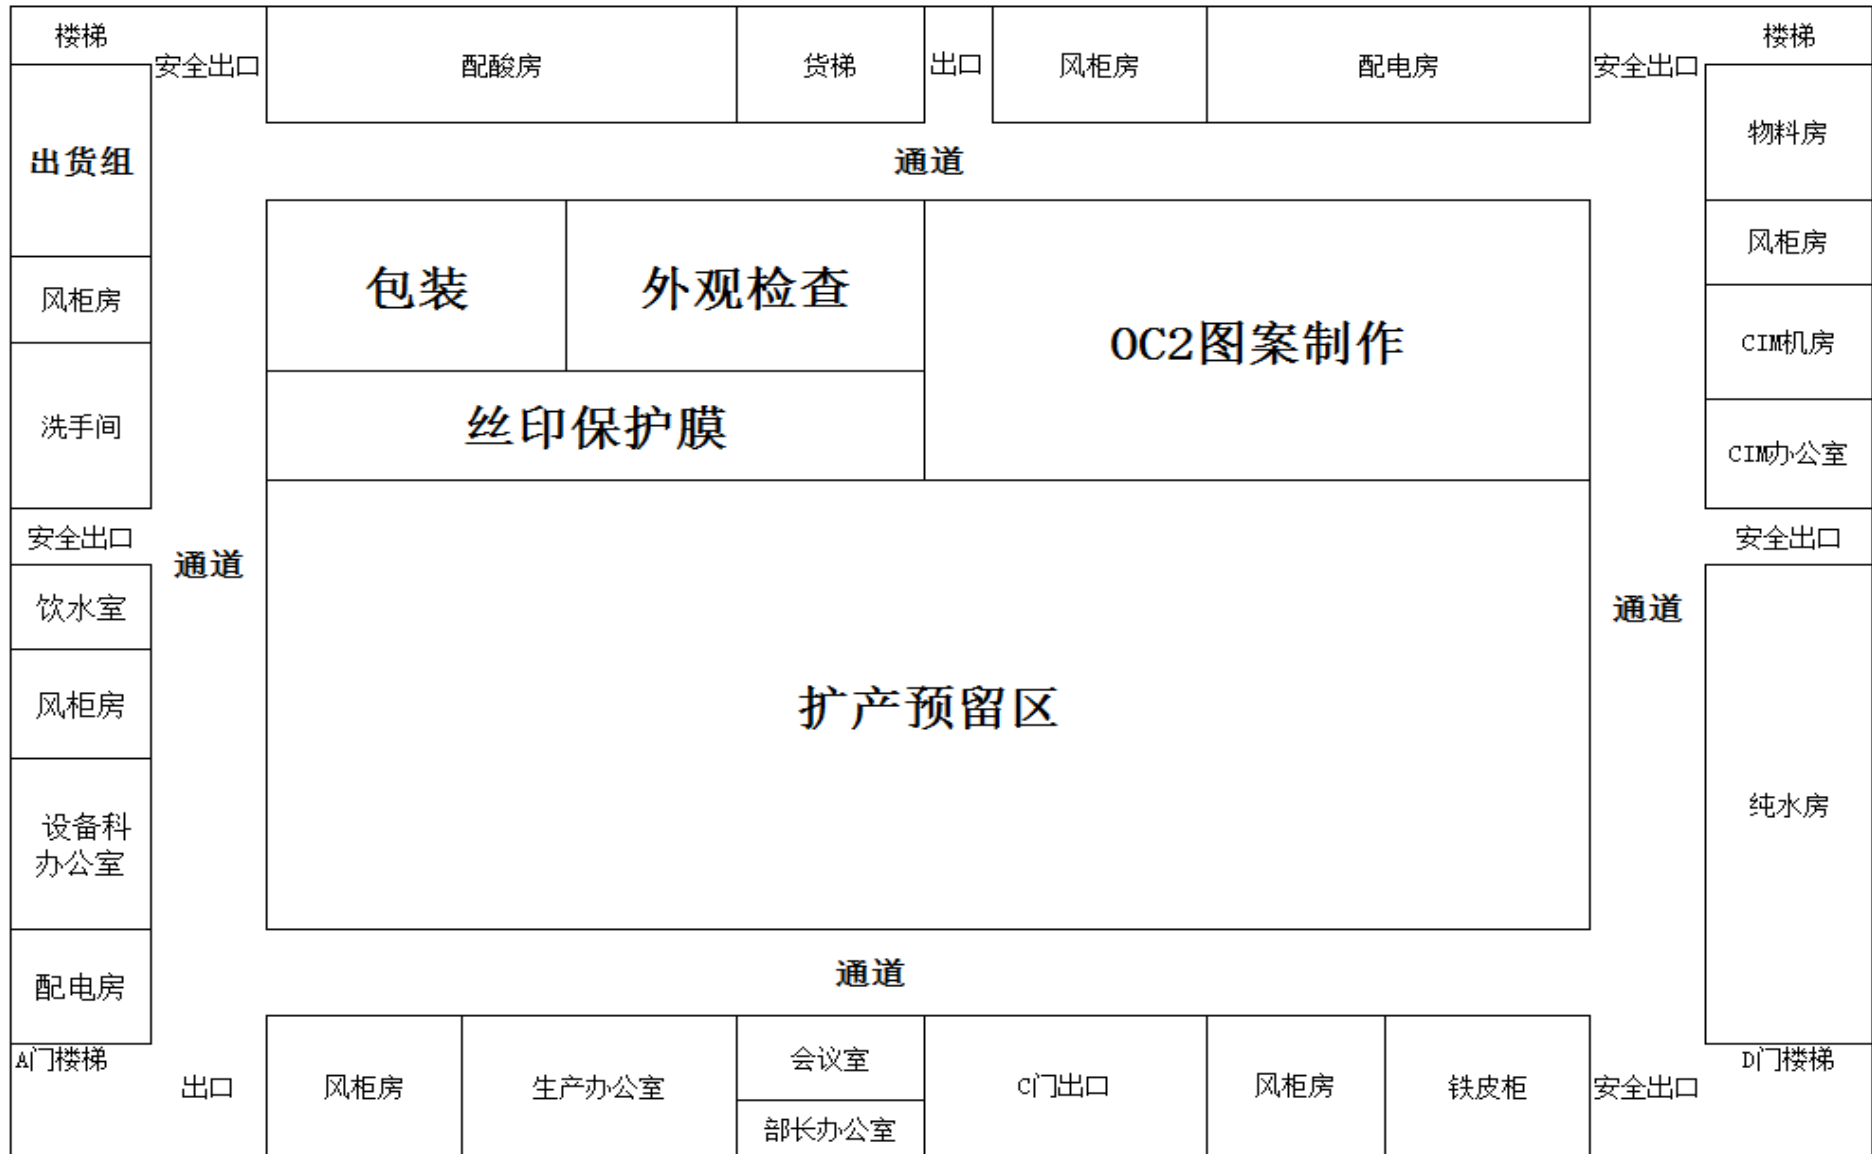 楼梯
安全出口
配酸房
货梯
出口
风柜房
配电房
安全出口
楼梯
出货组
通道
物料房
风柜房
包装
外观检查
OC2图案制作
风柜房
CIM机房
洗手间
丝印保护膜
CIM办公室
安全出口
通道
安全出口
饮水室
通道
风柜房
扩产预留区
设备科
办公室
纯水房
配电房
通道
A门楼梯
出口
风柜房
生产办公室
会议室
部长办公室
C门出口
风柜房
铁皮柜
安全出口
D门楼梯